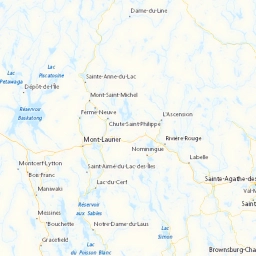 Dame-du-Line
Lac
Piscatosine
Lac
Petawaga
Sainte-Anne-du-Lac
Dépôt-de-l'Île
Mont-Saint-Michel
Réservoir
Baskatong
Ferme-Neuve
L'Ascension
Chute-Saint-Philippe
Mont-Laurier
Rivière-Rouge
Nominingue
Labelle
Montcerf-Lytton
Saint-Aimé-du-Lac-des-Îles
Bois-Franc
Sainte-Agathe-des
Lac-du-Cerf
Maniwaki
Val-M
Réservoir
aux Sables
Saint
Messines
Bouchette
Notre-Dame-du-Laus
Lac
Simon
Gracefield
Lac
du Poisson Blanc
Brownsburg-Cha